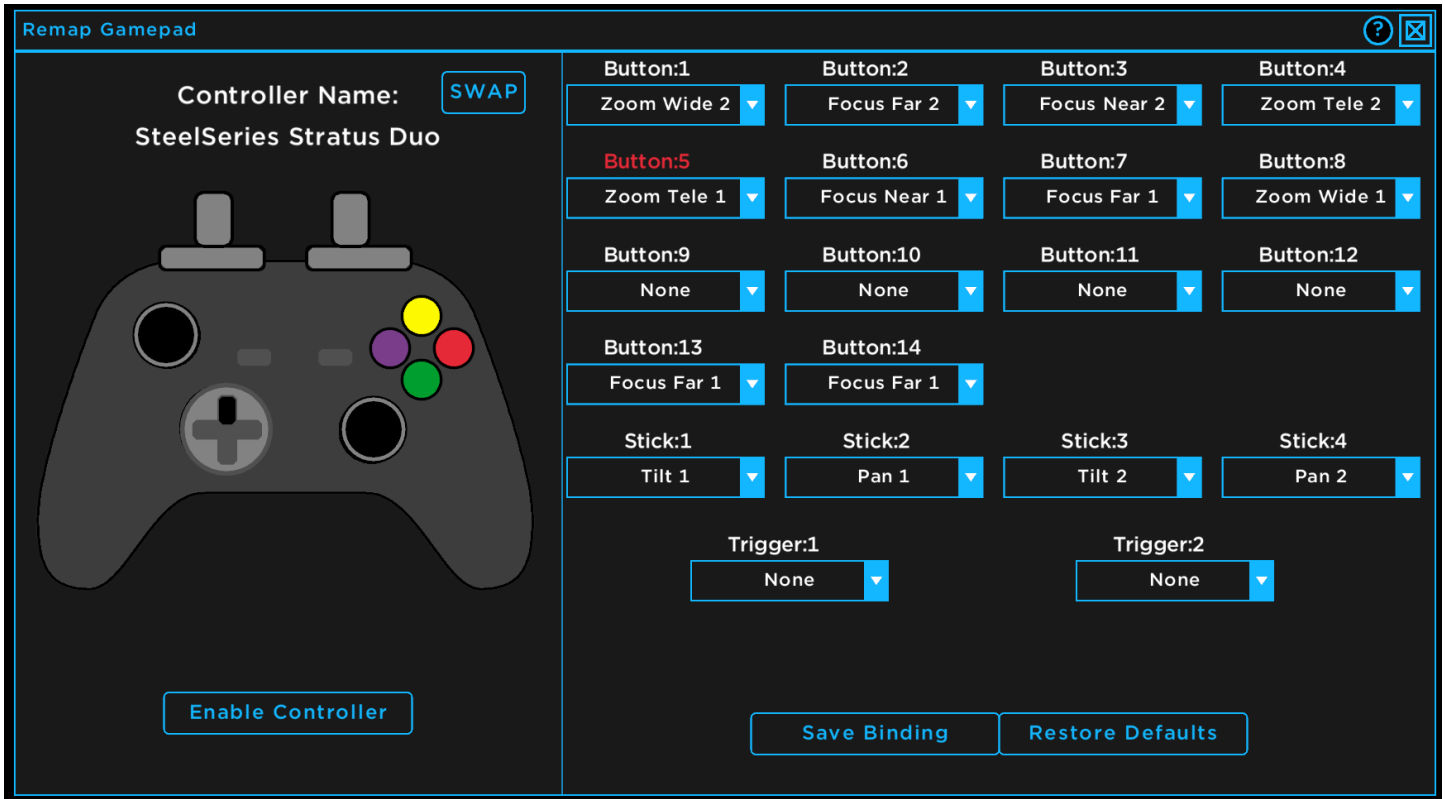 Remap Gamepad
?
Controller Name:
SWAP
SteelSeries Stratus Duo
Enable Controller
Button:1 Button:2 Button:3 Button:4
Zoom Wide 2 Focus Far 2 Focus Near 2 Zoom Tele 2
Button:5 Button:6 Button:7 Button:8
Zoom Tele 1 Focus Near 1 Focus Far 1 Zoom Wide 1
Button:9 Button:10 Button:11 Button:12
None None None None
Button:13 Button:14
Focus Far 1 Focus Far 1
Stick:1 Stick:2 Stick:3 Stick:4
Tilt 1 Pan 1 Tilt 2 Pan 2
Trigger:1 Trigger:2
None None
Save Binding Restore Defaults